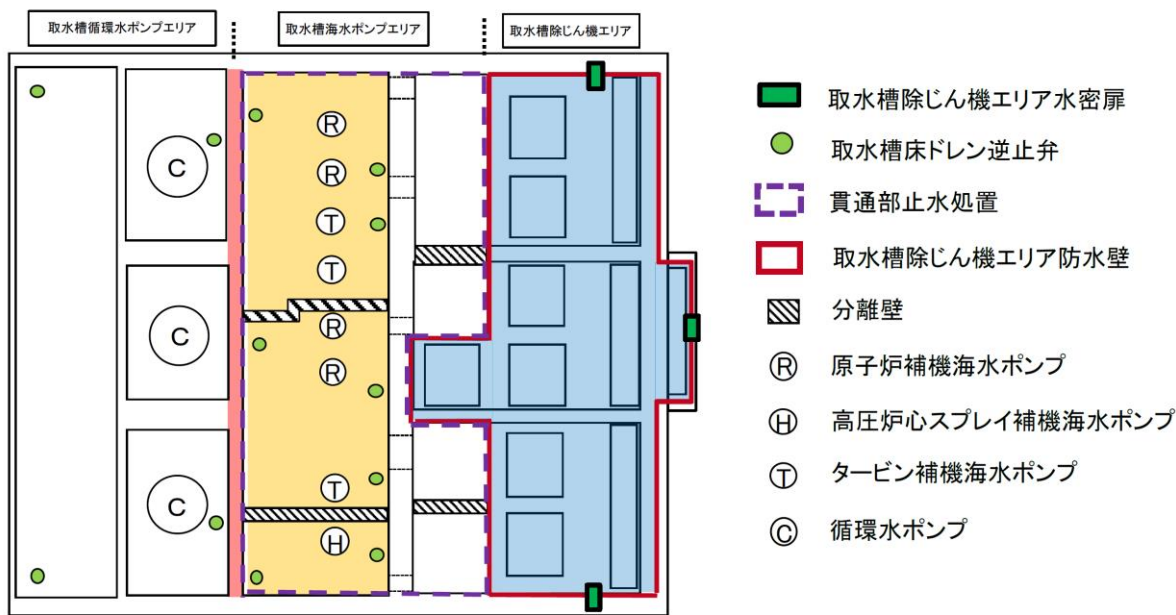 取水槽循環水ポンプエリア
取水槽海水ポンプエリア
取水槽除じん機エリア
C
C
C
R
R
T
T
R
R
T
H
取水槽除じん機エリア水密扉
取水槽床ドレン逆止弁
貫通部止水処置
取水槽除じん機エリア防水壁
分離壁
R 原子炉補機海水ポンプ
H 高圧炉心スプレイ補機海水ポンプ
T タービン補機海水ポンプ
C 循環水ポンプ